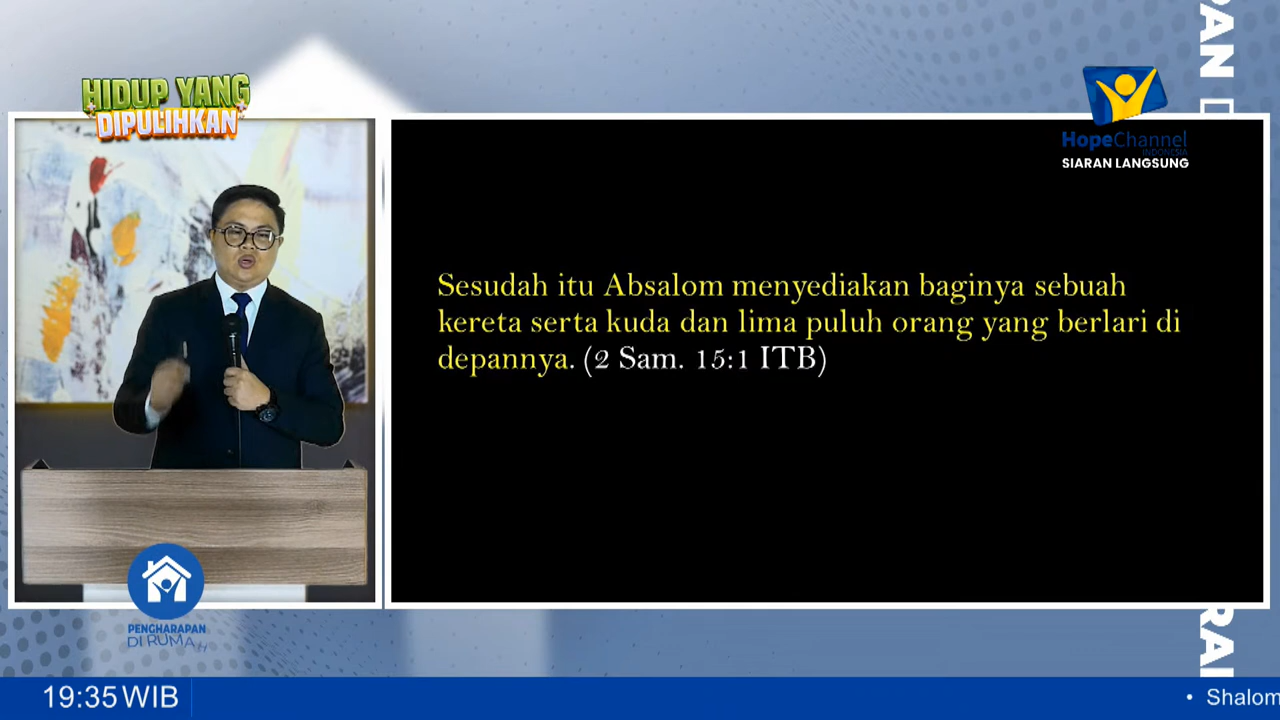 HIDUP YANG
DIPULIHKAN
HopeChannel
INDONESIA
SIARAN LANGSUNG
Sesudah itu Absalom menyediakan baginya sebuah
kereta serta kuda dan lima puluh orang yang berlari di
depannya. (2 Sam. 15:1 ITB)
PENGHARAPAN
DI RUMAH
19:35 WIB
• Shalom